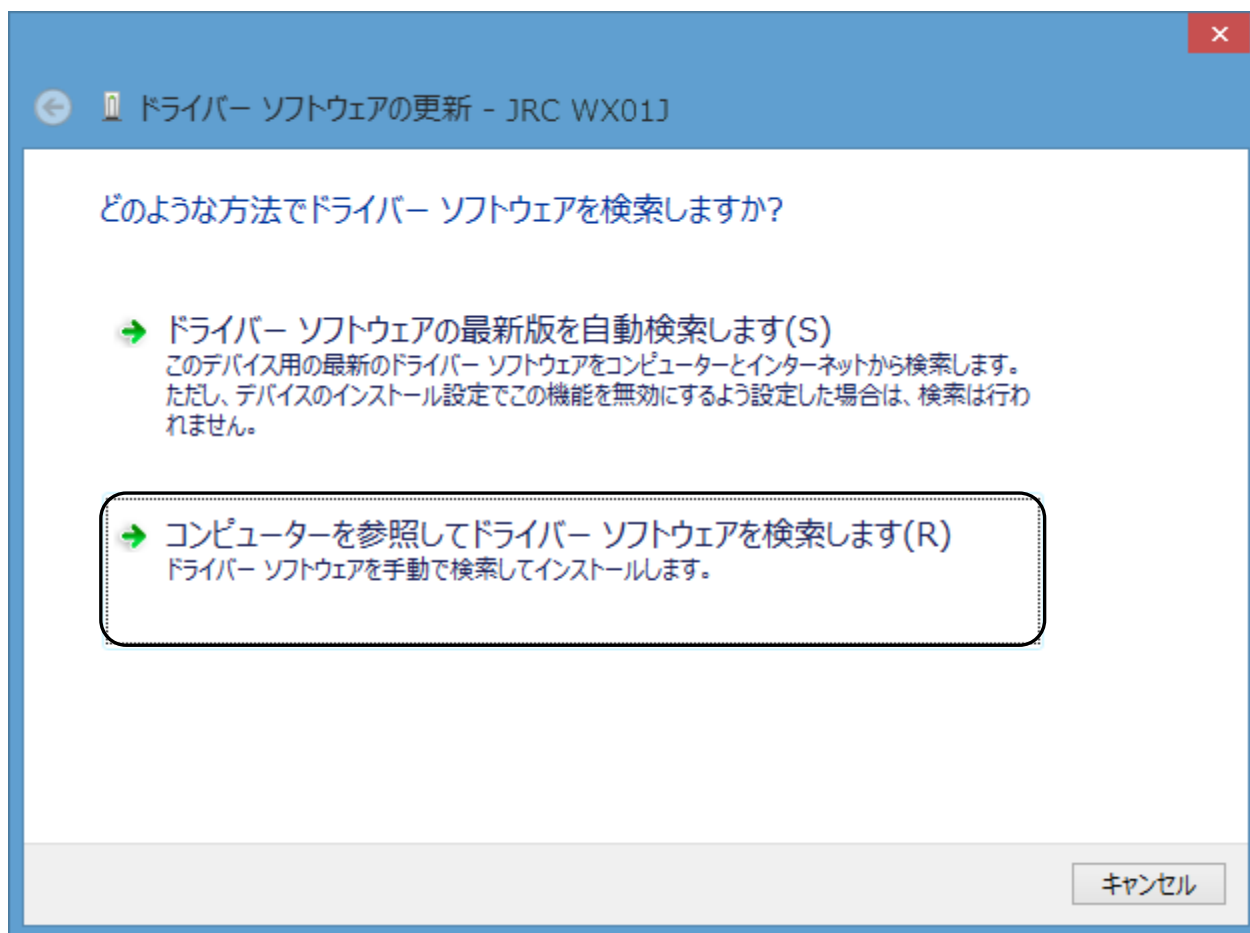 ドライバー ソフトウェアの更新 - JRC WX01J
どのような方法でドライバー ソフトウェアを検索しますか?
ドライバー ソフトウェアの最新版を自動検索します(S)
このデバイス用の最新のドライバー ソフトウェアをコンピューターとインターネットから検索します。
ただし、デバイスのインストール設定でこの機能を無効にするよう設定した場合は、検索は行わ
れません。
コンピューターを参照してドライバー ソフトウェアを検索します(R)
ドライバー ソフトウェアを手動で検索してインストールします。
キャンセル